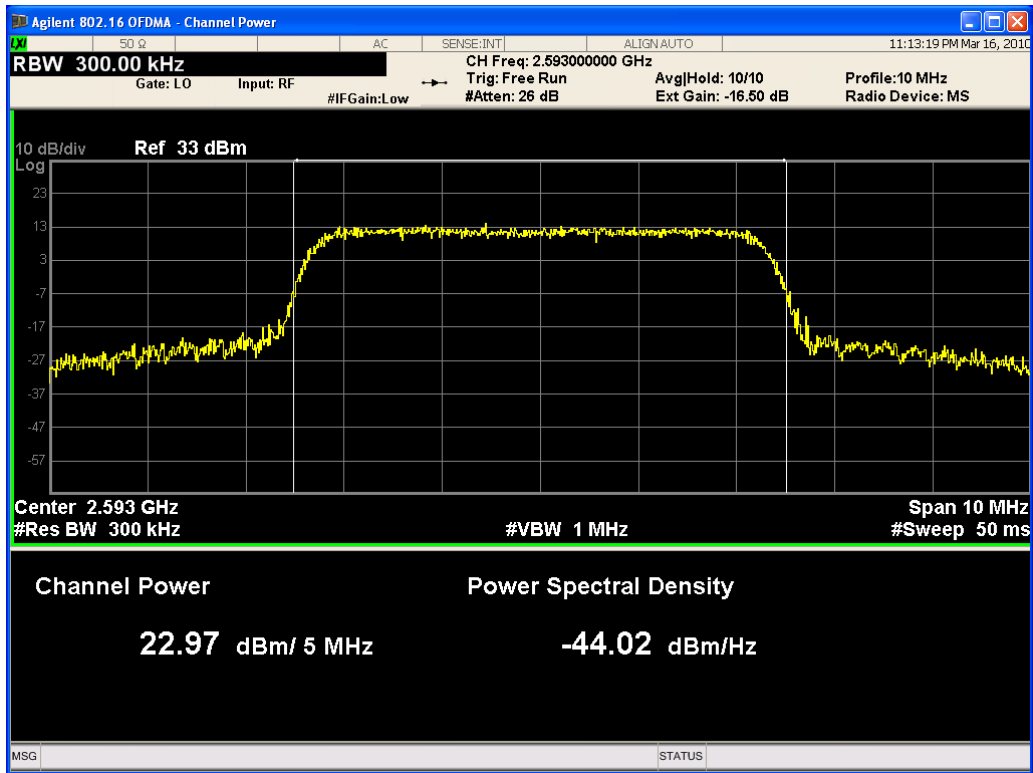 Agilent 802.16 OFDMA - Channel Power
LXI 50 Ω AC SENSE:INT ALIGN AUTO 11:13:19 PM Mar 16, 2010
RBW 300.00 kHz CH Freq: 2.593000000 GHz
Gate: LO Input: RF Trig: Free Run Avg|Hold: 10/10 Profile:10 MHz
#IFGain:Low #Atten: 26 dB Ext Gain: -16.50 dB Radio Device: MS
10 dB/div Ref 33 dBm
Log
23
13
3
-7
-17
-27
-37
-47
-57
Center 2.593 GHz Span 10 MHz
#Res BW 300 kHz #VBW 1 MHz #Sweep 50 ms
Channel Power Power Spectral Density
22.97 dBm/ 5 MHz -44.02 dBm/Hz
MSG STATUS